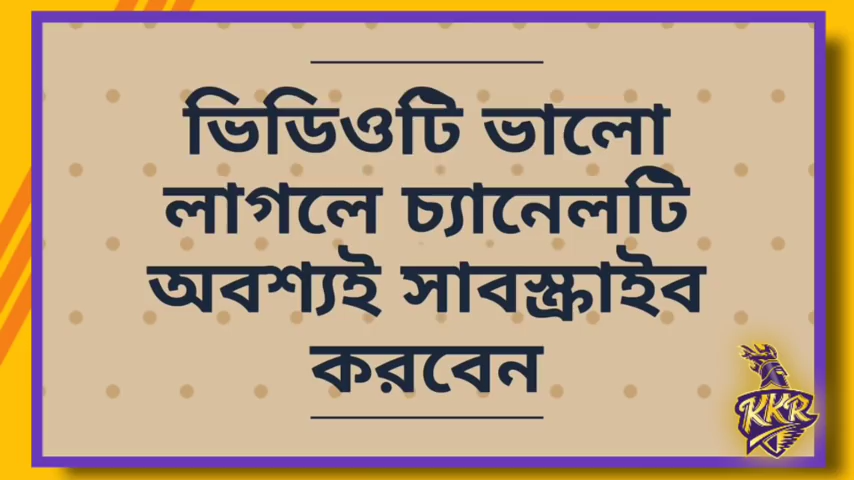 ভিডিওটি ভালো
লাগলে চ্যানেলটি
অবশ্যই সাবস্ক্রাইব
করবেন
KKR